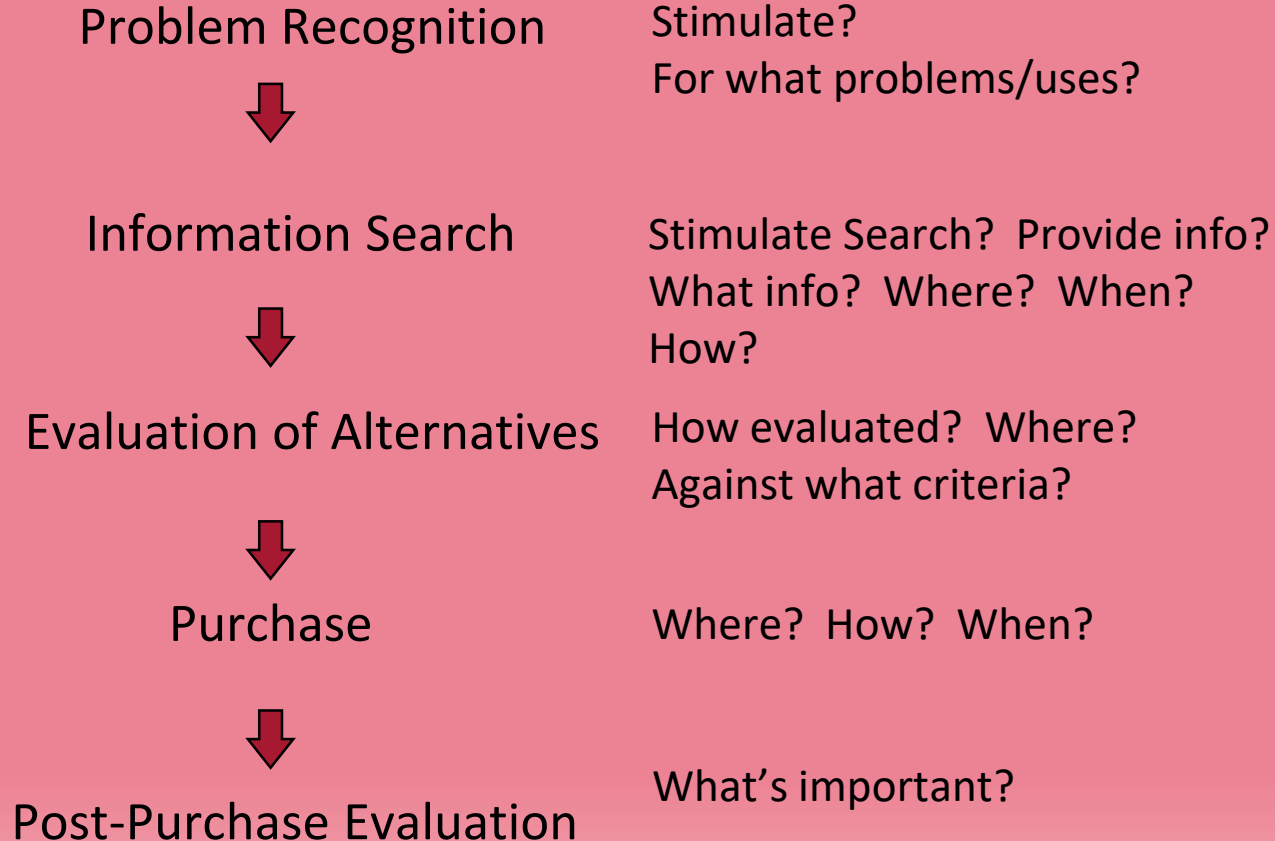 Problem Recognition
Stimulate?
For what problems/uses?
Information Search
Stimulate Search?  Provide info?
What info?  Where?  When?
How?
Evaluation of Alternatives
How evaluated?  Where?
Against what criteria?
Purchase
Where?  How?  When?
Post-Purchase Evaluation
What’s important?